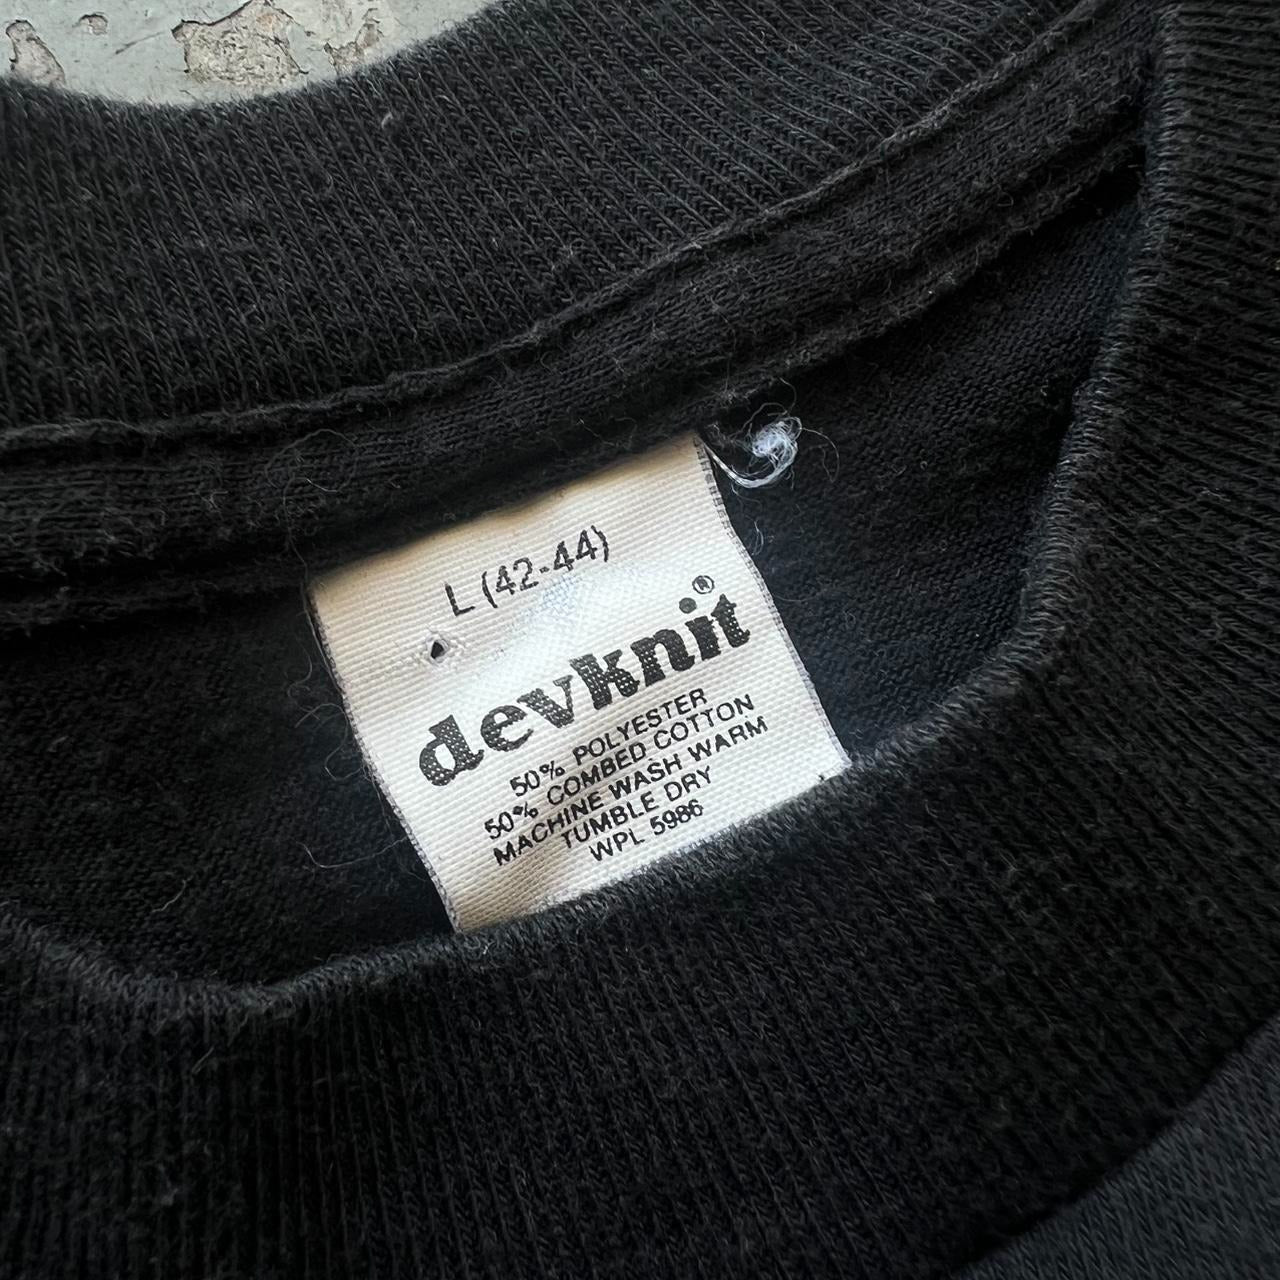 L (42-44)
devknit®
50% POLYESTER
50% COMBED COTTON
MACHINE WASH WARM
TUMBLE DRY
WPL 5986